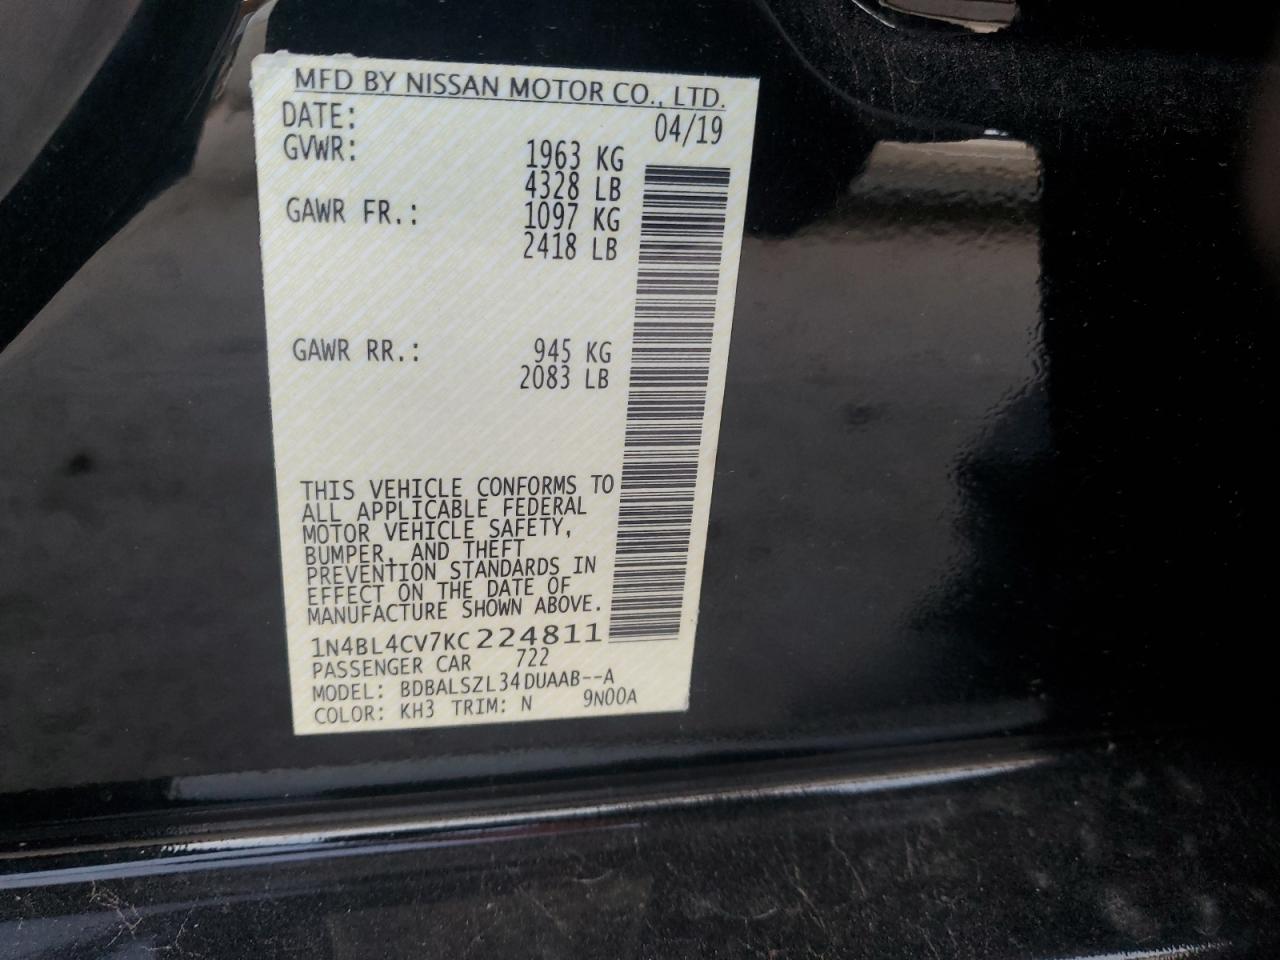 MFD BY NISSAN MOTOR CO., LTD.
DATE: 04/19
GVWR: 1963 KG
4328 LB
GAWR FR.: 1097 KG
2418 LB
GAWR RR.: 945 KG
2083 LB
THIS VEHICLE CONFORMS TO
ALL APPLICABLE FEDERAL
MOTOR VEHICLE SAFETY,
BUMPER, AND THEFT
PREVENTION STANDARDS IN
EFFECT ON THE DATE OF
MANUFACTURE SHOWN ABOVE.
1N4BL4CV7KC224811
PASSENGER CAR 722
MODEL: BDBALSZL34DUAAB--A
COLOR: KH3 TRIM: N 9N00A